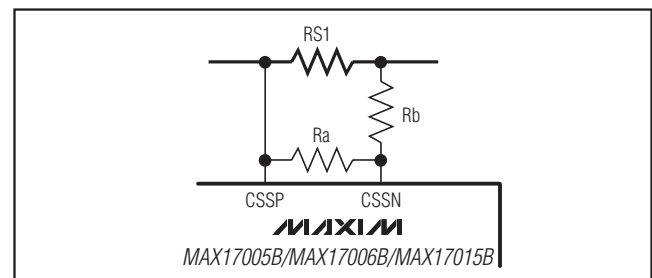 RS1
Rb
Ra
CSSP CSSN
MAXIM
MAX17005B/MAX17006B/MAX17015B